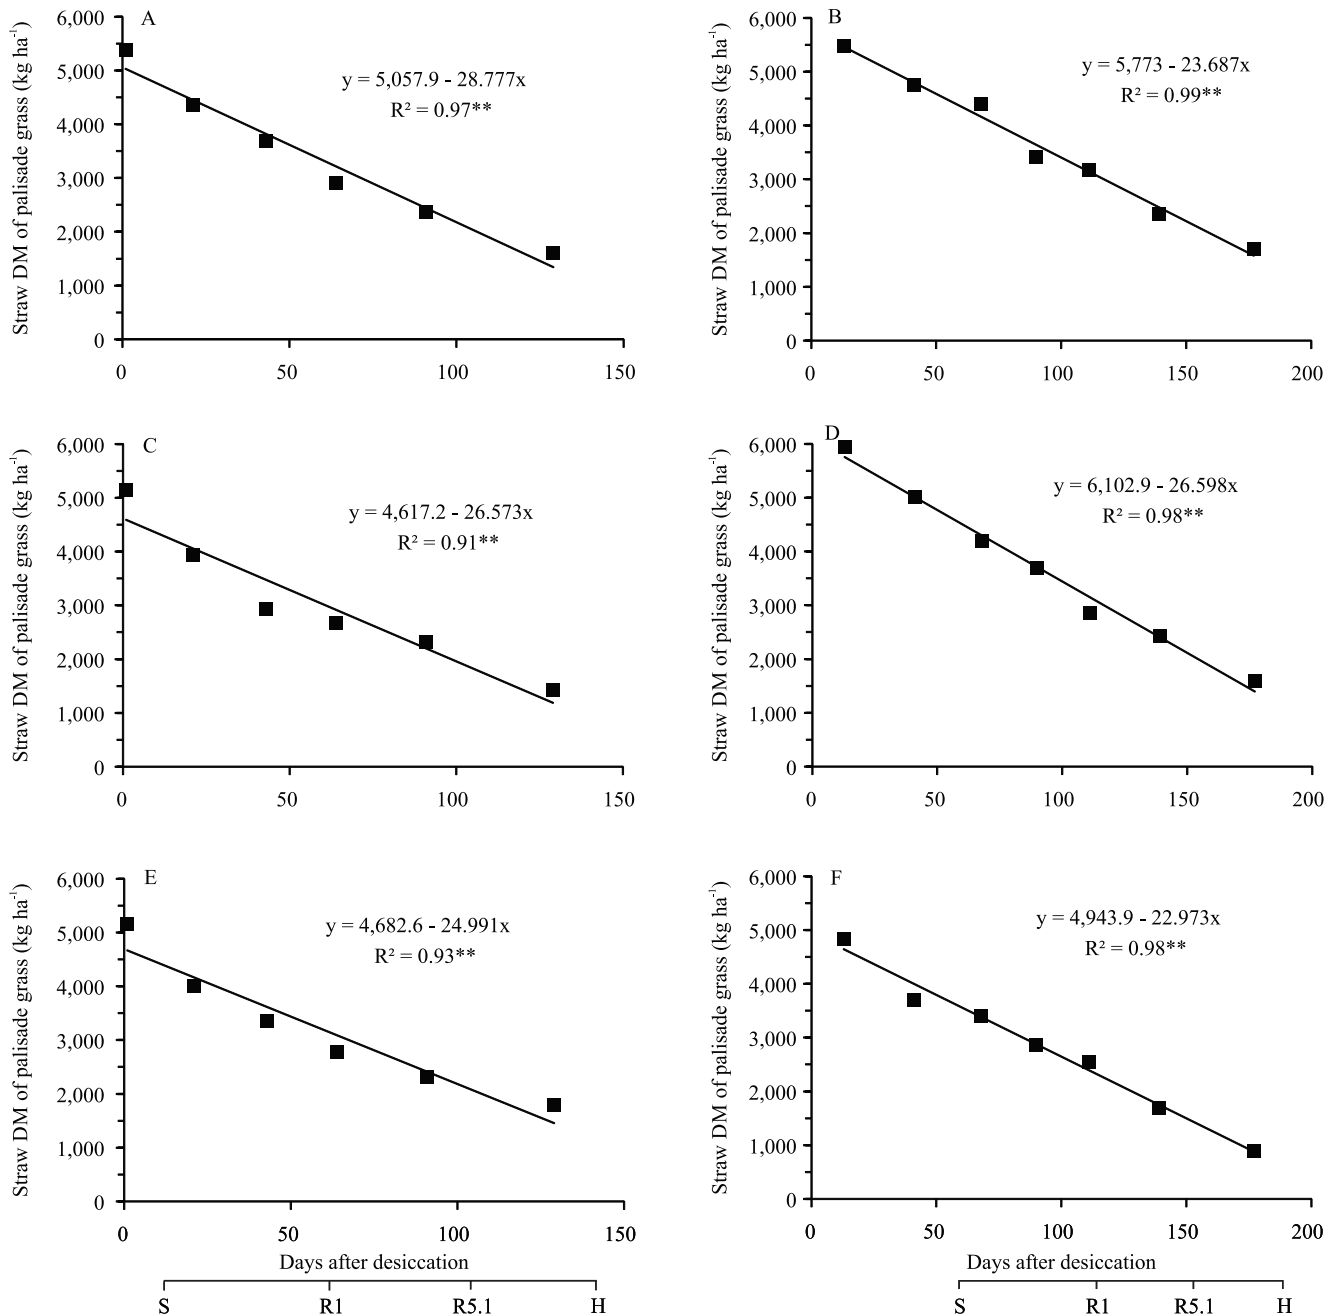 A
Straw DM of palisade grass (kg ha⁻¹)
6,000
5,000
4,000
3,000
2,000
1,000
0
y = 5,057.9 - 28.777x
R² = 0.97**
0 50 100 150
B
Straw DM of palisade grass (kg ha⁻¹)
6,000
5,000
4,000
3,000
2,000
1,000
0
y = 5,773 - 23.687x
R² = 0.99**
0 50 100 150 200
C
Straw DM of palisade grass (kg ha⁻¹)
6,000
5,000
4,000
3,000
2,000
1,000
0
y = 4,617.2 - 26.573x
R² = 0.91**
0 50 100 150
D
Straw DM of palisade grass (kg ha⁻¹)
6,000
5,000
4,000
3,000
2,000
1,000
0
y = 6,102.9 - 26.598x
R² = 0.98**
0 50 100 150 200
E
Straw DM of palisade grass (kg ha⁻¹)
6,000
5,000
4,000
3,000
2,000
1,000
0
y = 4,682.6 - 24.991x
R² = 0.93**
0 50 100 150
Days after desiccation
S R1 R5.1 H
F
Straw DM of palisade grass (kg ha⁻¹)
6,000
5,000
4,000
3,000
2,000
1,000
0
y = 4,943.9 - 22.973x
R² = 0.98**
0 50 100 150 200
Days after desiccation
S R1 R5.1 H